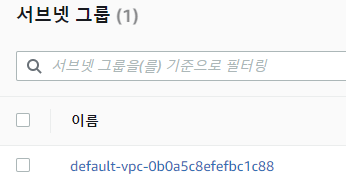 서브넷 그룹 (1)
서브넷 그룹을(를) 기준으로 필터링
이름
default-vpc-0b0a5c8efefbc1c88